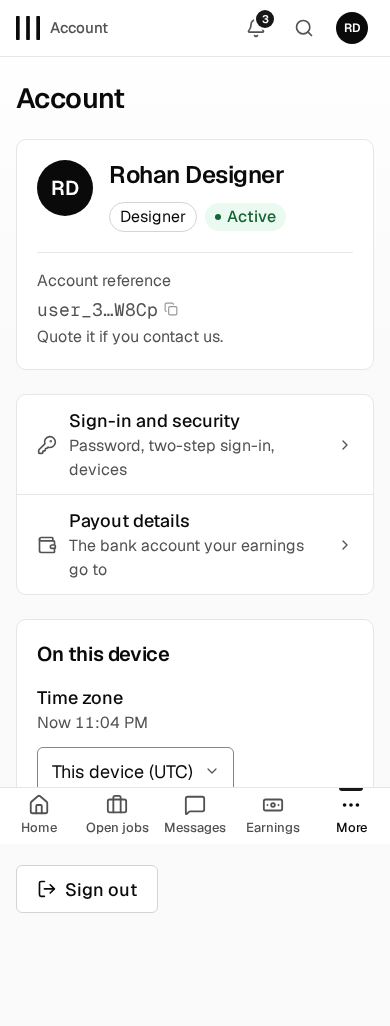 Account
3
RD
Account
RD
Rohan Designer
Designer
Active
Account reference
user_3…W8Cp
Quote it if you contact us.
Sign-in and security
Password, two-step sign-in,
devices
Payout details
The bank account your earnings
go to
On this device
Time zone
Now 11:04 PM
This device (UTC)
Home
Open jobs
Messages
Earnings
More
Sign out